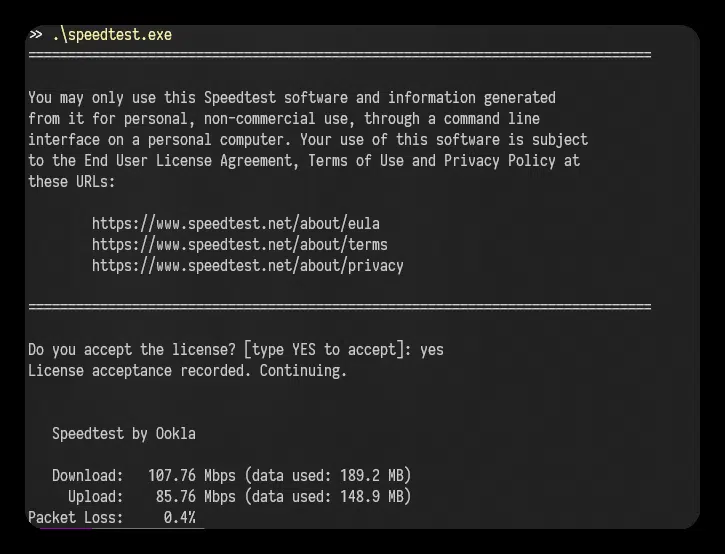 >> .\speedtest.exe
==============================================================================
You may only use this Speedtest software and information generated
from it for personal, non-commercial use, through a command line
interface on a personal computer. Your use of this software is subject
to the End User License Agreement, Terms of Use and Privacy Policy at
these URLs:
https://www.speedtest.net/about/eula
https://www.speedtest.net/about/terms
https://www.speedtest.net/about/privacy
==============================================================================
Do you accept the license? [type YES to accept]: yes
License acceptance recorded. Continuing.
Speedtest by Ookla
Download: 107.76 Mbps (data used: 189.2 MB)
Upload: 85.76 Mbps (data used: 148.9 MB)
Packet Loss: 0.4%